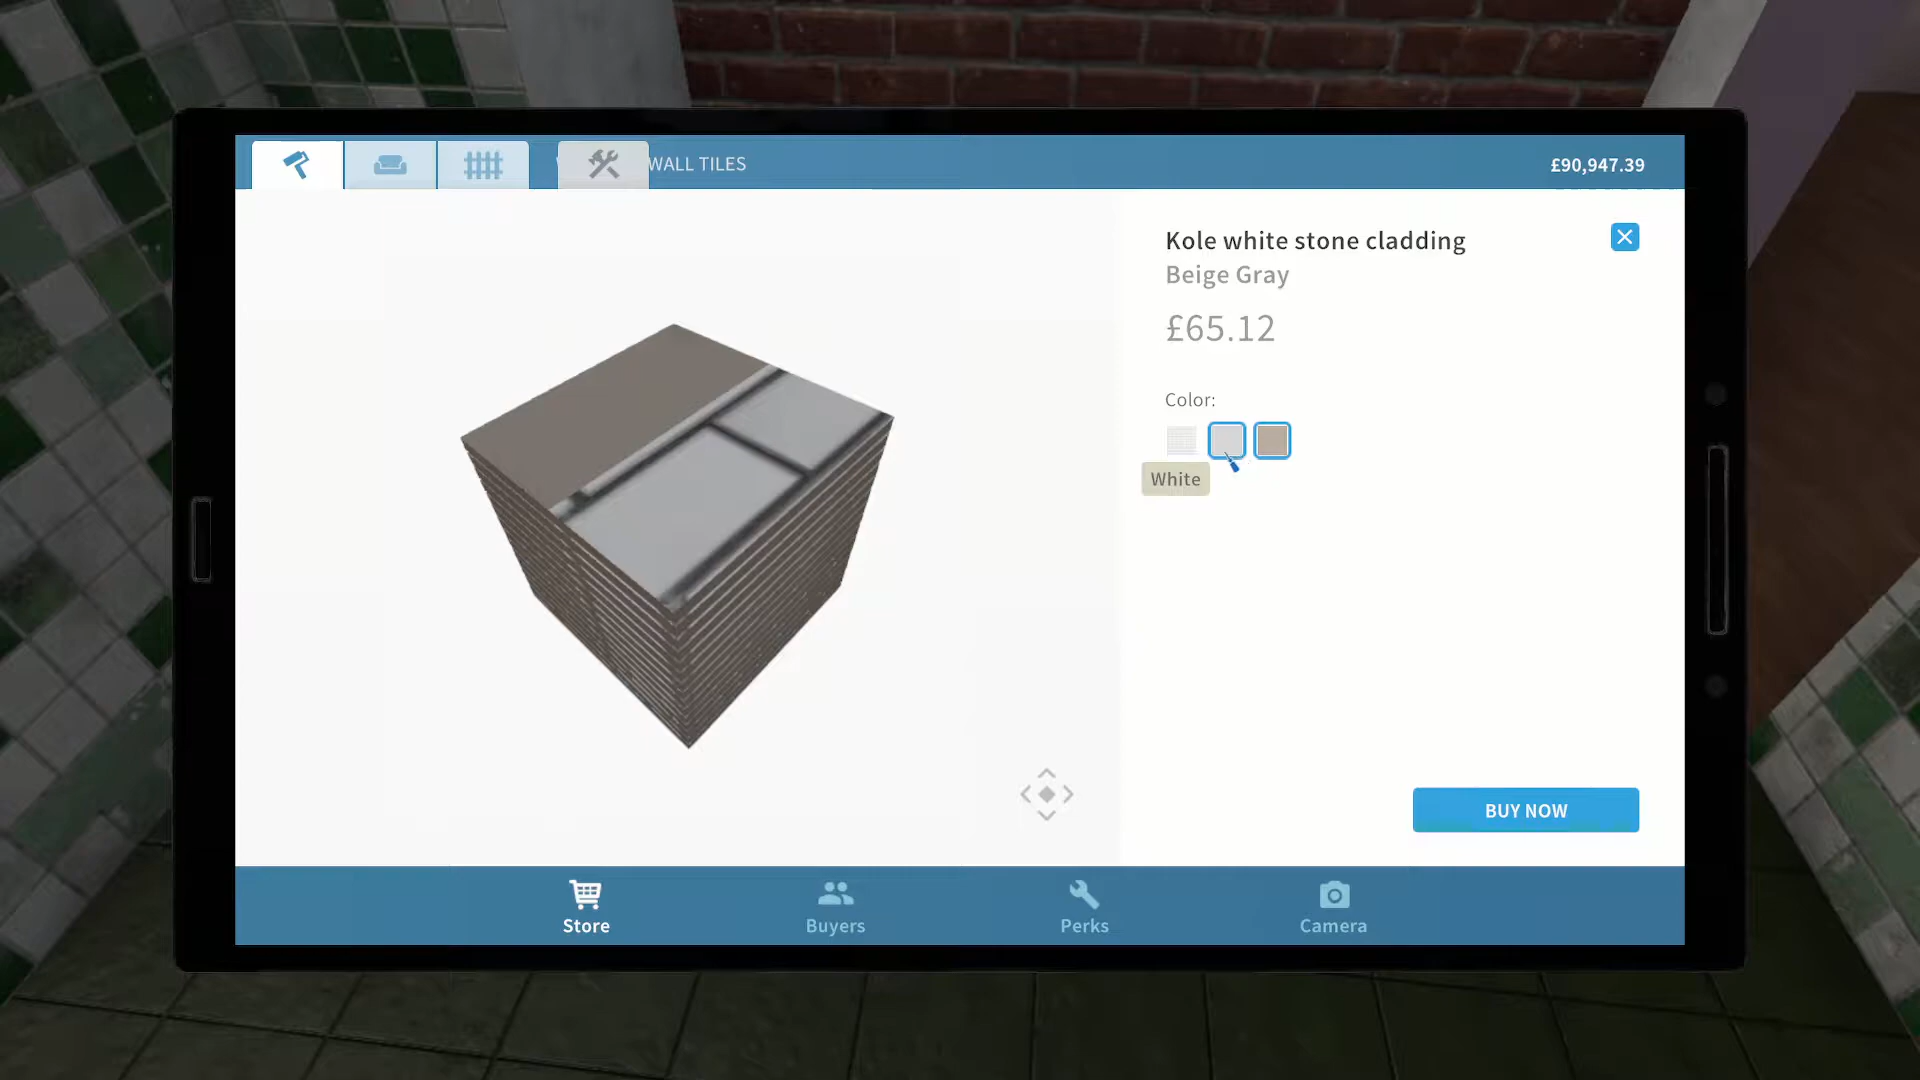 WALL TILES
£90,947.39
Kole white stone cladding
Beige Gray
£65.12
Color:
White
BUY NOW
Store
Buyers
Perks
Camera